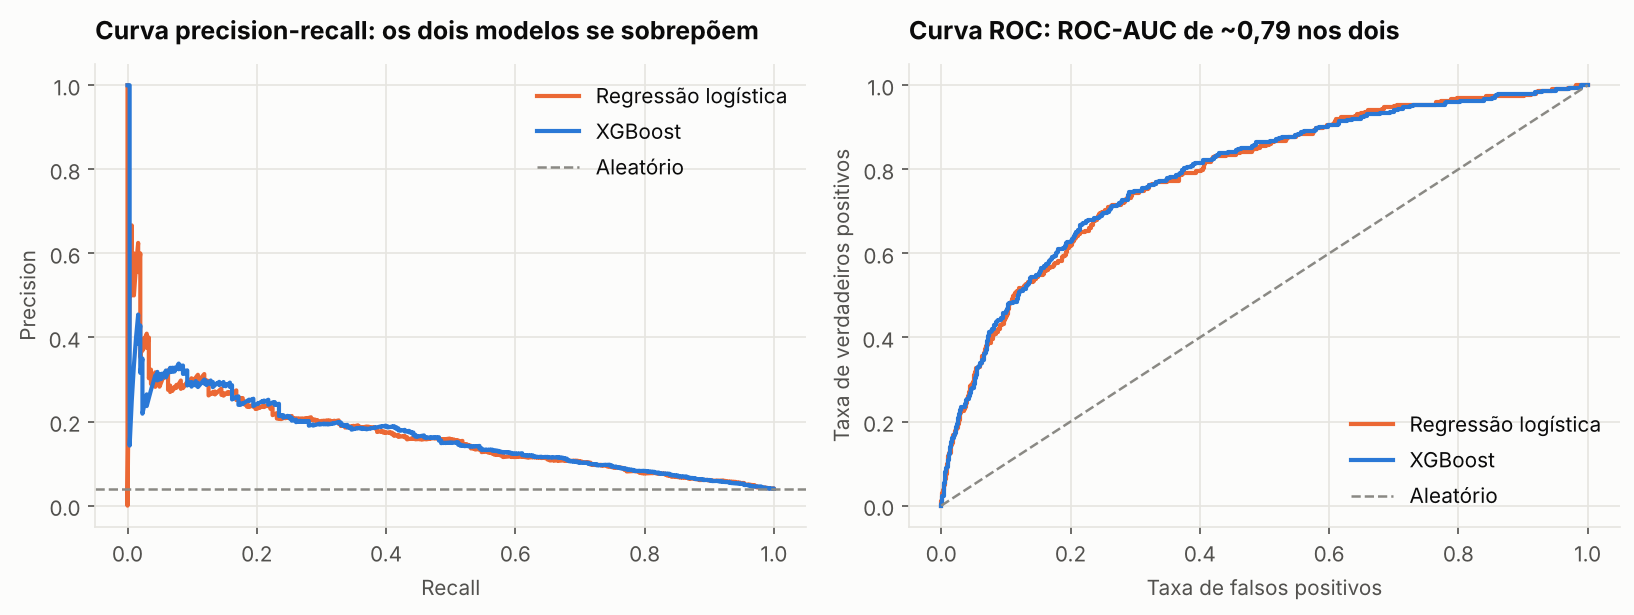 Curva precision-recall: os dois modelos se sobrepõem
1.0
0.8
0.6
0.4
0.2
0.0
Precision
Regressão logística
XGBoost
Aleatório
0.0
0.2
0.4
0.6
0.8
1.0
Recall
Curva ROC: ROC-AUC de ~0,79 nos dois
1.0
0.8
0.6
0.4
0.2
0.0
Taxa de verdadeiros positivos
Regressão logística
XGBoost
Aleatório
0.0
0.2
0.4
0.6
0.8
1.0
Taxa de falsos positivos